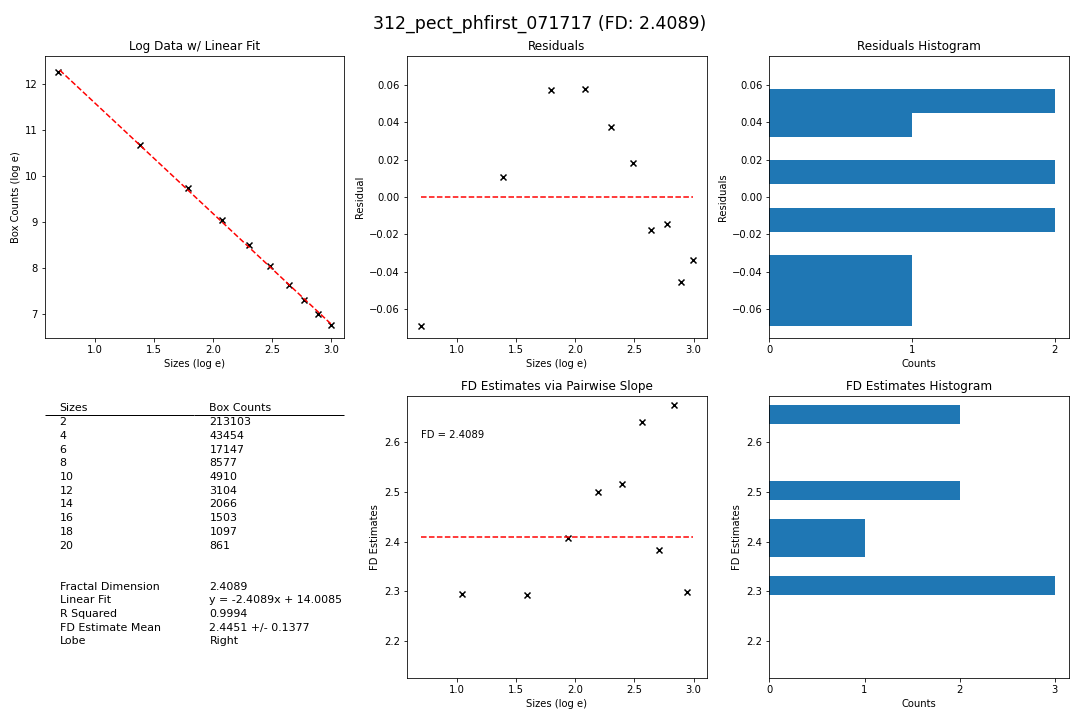 312_pect_phfirst_071717 (FD: 2.4089)
Log Data w/ Linear Fit
12
11
10
9
8
7
Box Counts (log e)
1.0 1.5 2.0 2.5 3.0
Sizes (log e)
Residuals
0.06
0.04
0.02
0.00
−0.02
−0.04
−0.06
Residual
1.0 1.5 2.0 2.5 3.0
Sizes (log e)
Residuals Histogram
0.06
0.04
0.02
0.00
−0.02
−0.04
−0.06
Residuals
0 1 2
Counts
Sizes Box Counts
2 213103
4 43454
6 17147
8 8577
10 4910
12 3104
14 2066
16 1503
18 1097
20 861
Fractal Dimension 2.4089
Linear Fit y = -2.4089x + 14.0085
R Squared 0.9994
FD Estimate Mean 2.4451 +/- 0.1377
Lobe Right
FD Estimates via Pairwise Slope
FD = 2.4089
2.6
2.5
2.4
2.3
2.2
FD Estimates
1.0 1.5 2.0 2.5 3.0
Sizes (log e)
FD Estimates Histogram
2.6
2.5
2.4
2.3
2.2
FD Estimates
0 1 2 3
Counts